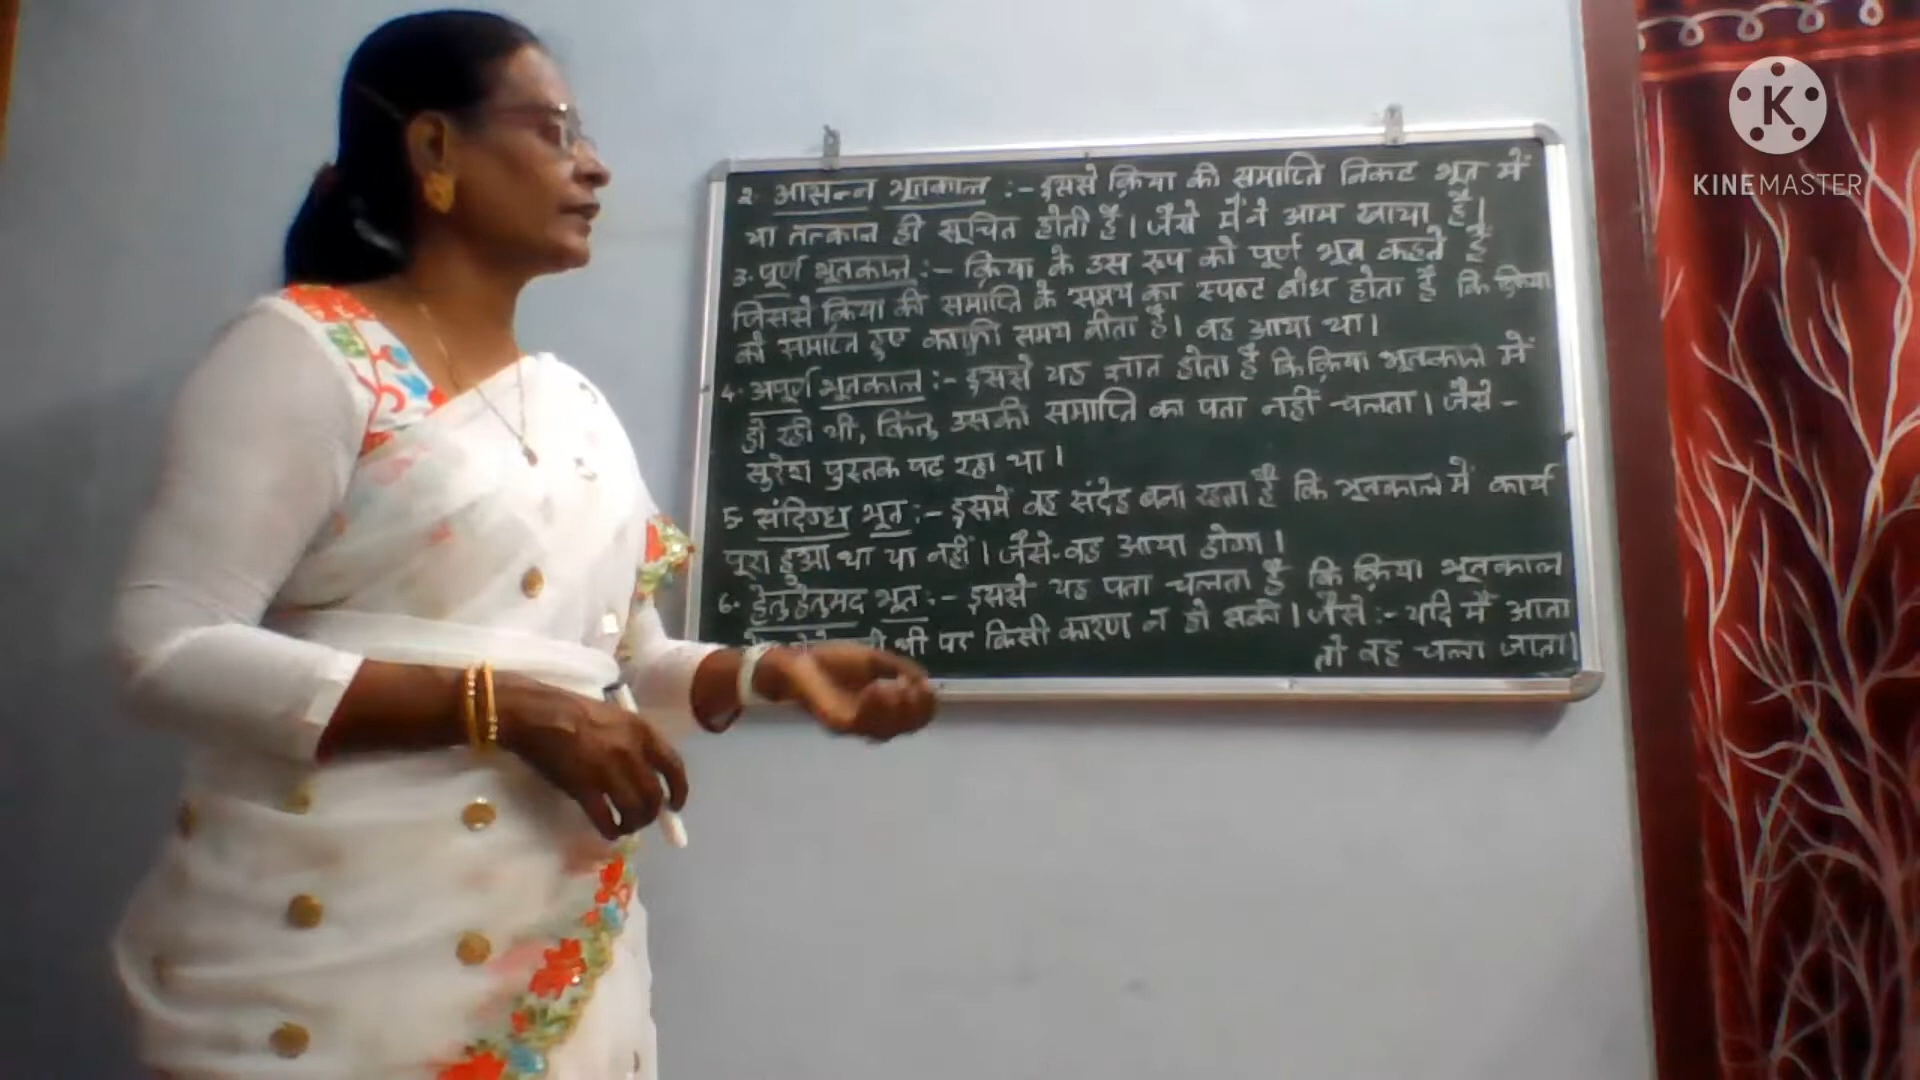 2. आसन्न भूतकाल :- इससे क्रिया की समाप्ति निकट भूत में
या तत्काल ही सूचित होती है। जैसे मैंने आम खाया है।
3. पूर्ण भूतकाल :- क्रिया के उस रूप को पूर्ण भूत कहते हैं
जिससे क्रिया की समाप्ति के समय का स्पष्ट बोध होता है कि क्रिया
को समाप्त हुए काफी समय बीता है। वह आया था।
4. अपूर्ण भूतकाल :- इससे यह ज्ञात होता है कि क्रिया भूतकाल में
हो रही थी, किंतु उसकी समाप्ति का पता नहीं चलता। जैसे -
सुरेश पुस्तक पढ़ रहा था।
5. संदिग्ध भूत :- इसमें यह संदेह बना रहता है कि भूतकाल में कार्य
पूरा हुआ था या नहीं। जैसे- वह आया होगा।
6. हेतुहेतुमद भूत :- इससे यह पता चलता है कि क्रिया भूतकाल
थी पर किसी कारण न हो सकी। जैसे :- यदि मैं आता
तो वह चला जाता।
K
KINEMASTER